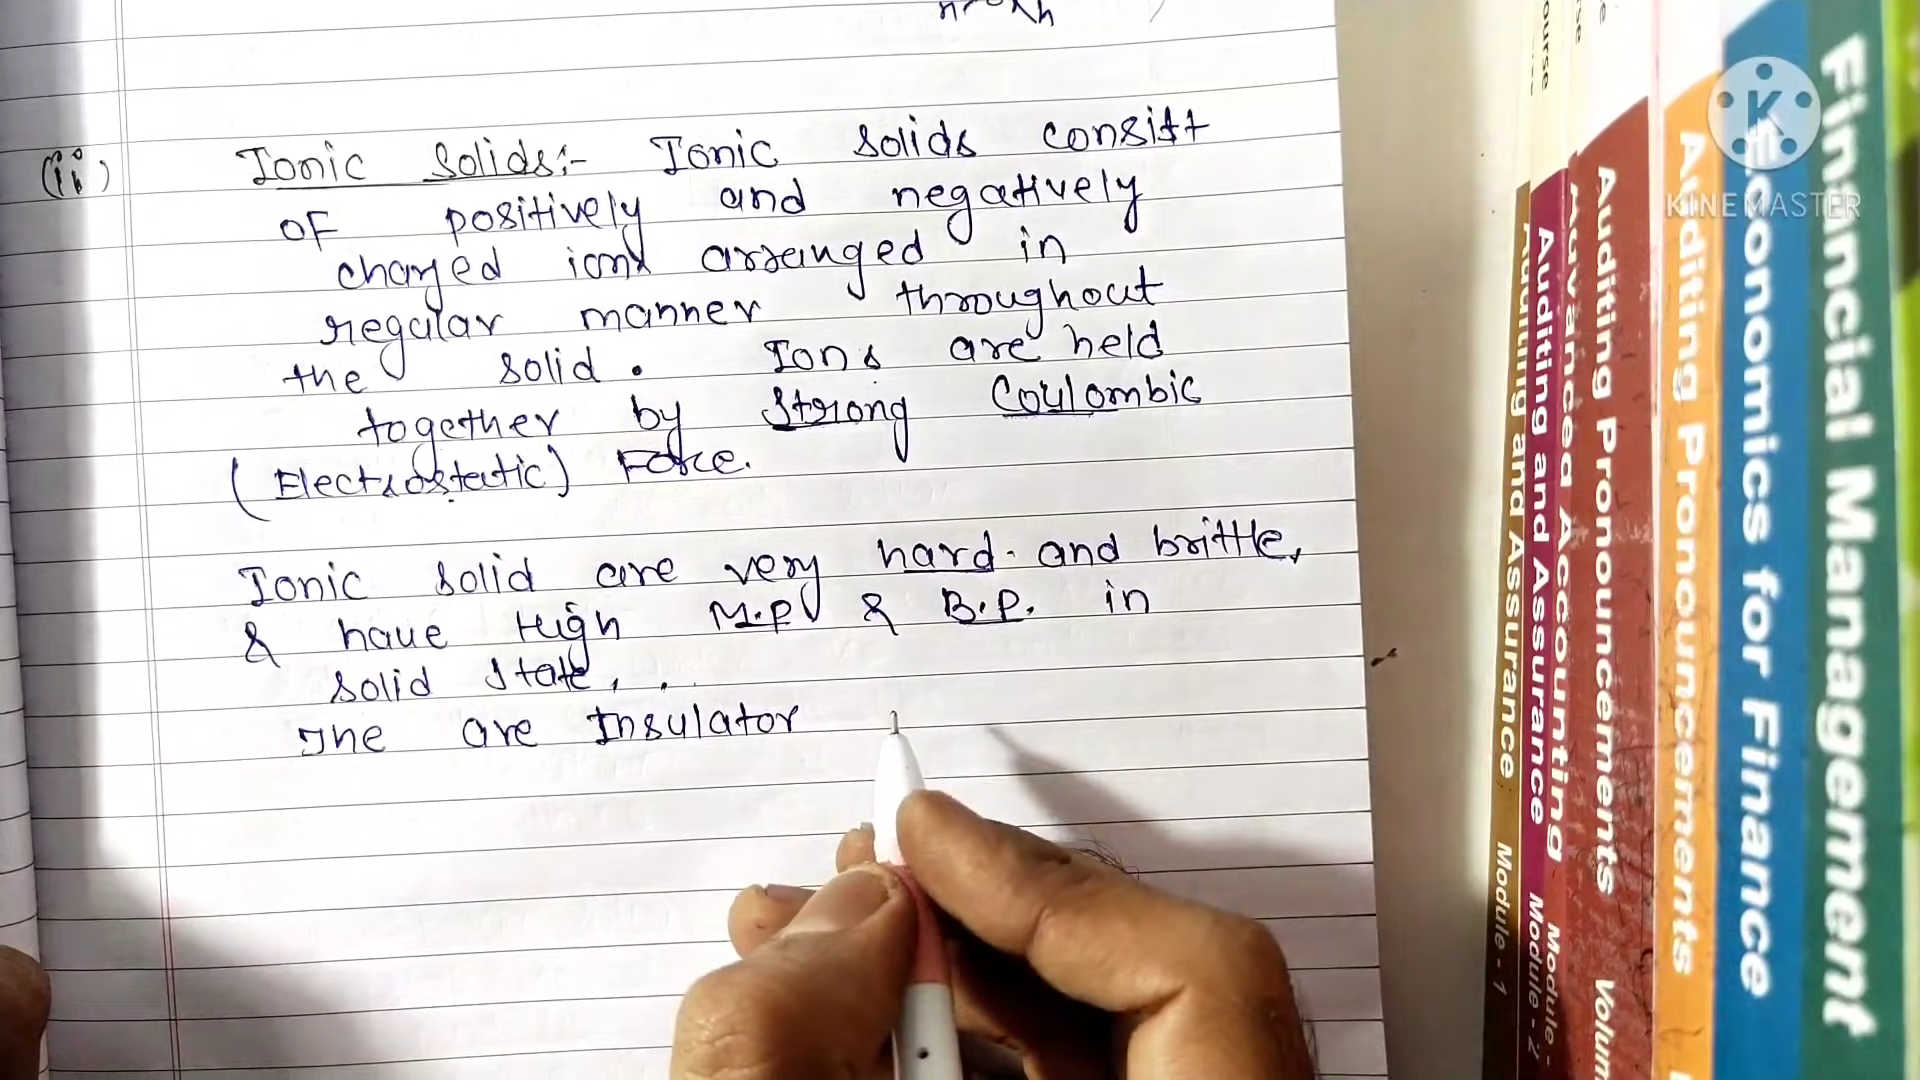 (ii) Ionic Solids:- Ionic solids consist
of positively and negatively
charged ions arranged in
regular manner throughout
the solid. Ions are held
together by strong Coulombic
(Electrostatic) Force.
Ionic solid are very hard. and brittle,
& have High M.P & B.P. in
solid state, .
The are Insulator
ourse
Auditing and Assurance Module - 1
Auditing and Assurance Module - 2
Advanced Accounting Module -
Auditing Pronouncements Volum
Auditing Pronouncements
Economics for Finance
Financial Management
K
KINEMASTER